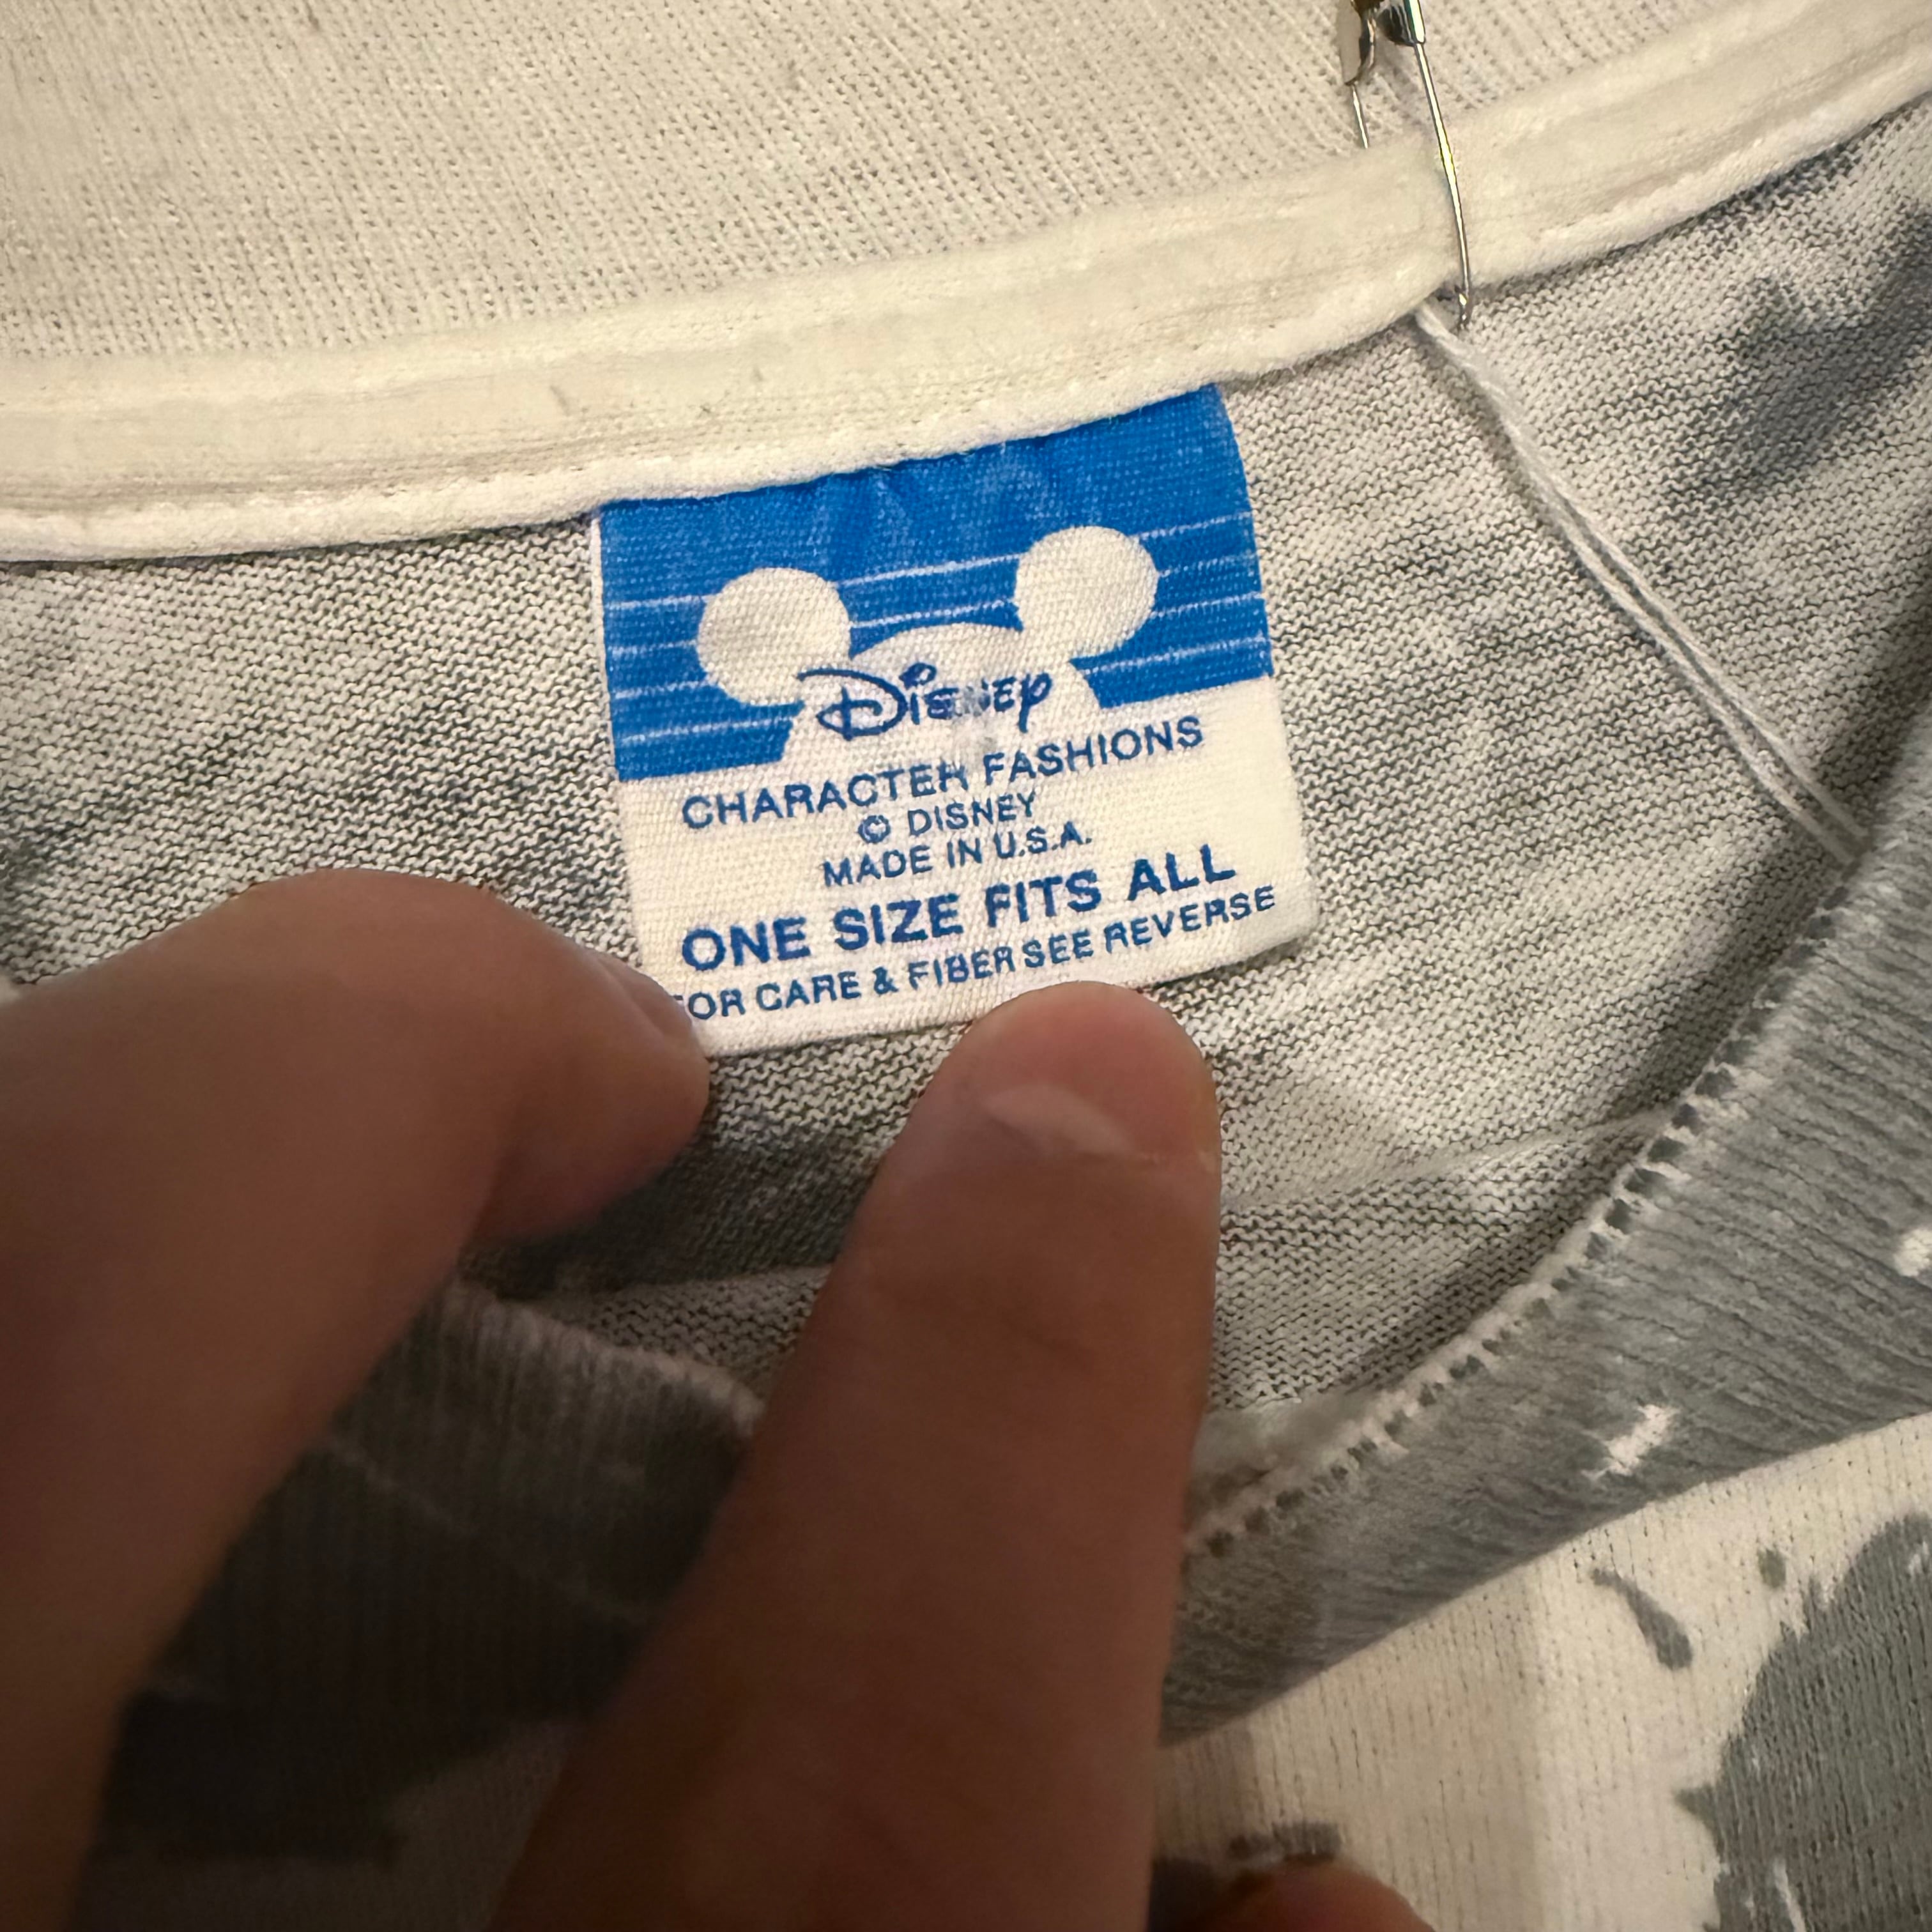 Disney
CHARACTER FASHIONS
© DISNEY
MADE IN U.S.A.
ONE SIZE FITS ALL
FOR CARE & FIBER SEE REVERSE